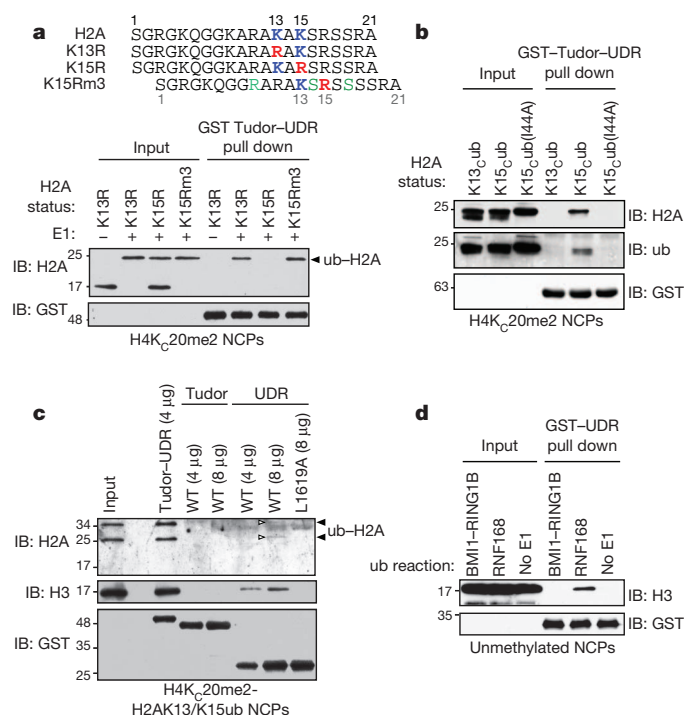 a
1 13 15 21
H2A SGRGKQGGKARAKAKSRSSRA
K13R SGRGKQGGKARARAKSRSSRA
K15R SGRGKQGGKARAKARSRSSRA
K15Rm3 SGRGKQGGRARAKSRSSSSRA
1 13 15 21
Input
GST Tudor–UDR
pull down
H2A
status:
K13R
K13R
K15R
K15Rm3
K13R
K13R
K15R
K15Rm3
E1: – + + + – + + +
IB: H2A
25
17
ub–H2A
IB: GST
48
H4KC20me2 NCPs
b
GST–Tudor–UDR
Input pull down
H2A
status:
K13Cub
K15Cub
K15Cub(I44A)
K13Cub
K15Cub
K15Cub(I44A)
25
IB: H2A
25
IB: ub
63
IB: GST
H4KC20me2 NCPs
c
Tudor UDR
Input
Tudor–UDR (4 µg)
WT (4 µg)
WT (8 µg)
WT (4 µg)
WT (8 µg)
L1619A (8 µg)
IB: H2A
34
25
17
ub–H2A
IB: H3
17
IB: GST
48
35
25
H4KC20me2-
H2AK13/K15ub NCPs
d
GST–UDR
Input pull down
ub reaction:
BMI1–RING1B
RNF168
No E1
BMI1–RING1B
RNF168
No E1
17
IB: H3
35
IB: GST
Unmethylated NCPs